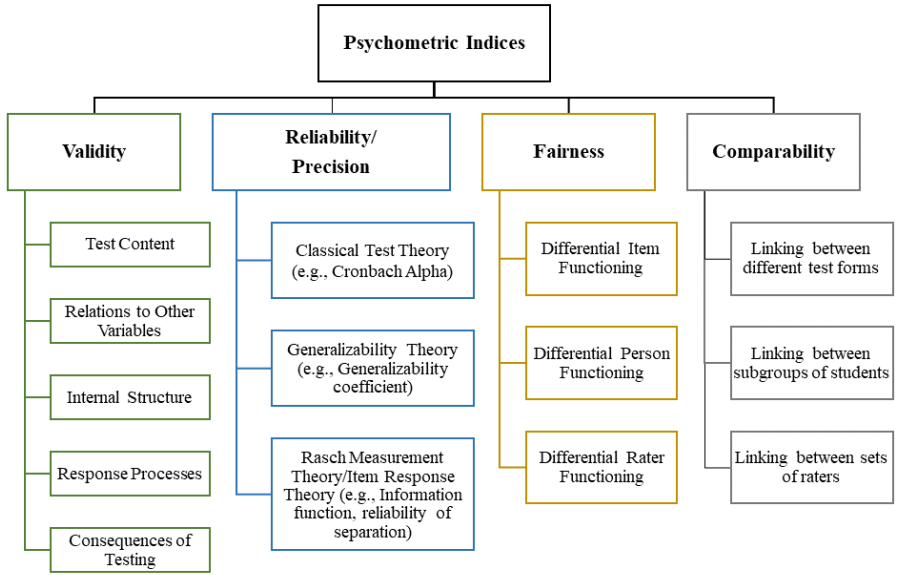 Psychometric Indices
Validity
Test Content
Relations to Other
Variables
Internal Structure
Response Processes
Consequences of
Testing
Reliability/
Precision
Classical Test Theory
(e.g., Cronbach Alpha)
Generalizability Theory
(e.g., Generalizability
coefficient)
Rasch Measurement
Theory/Item Response
Theory (e.g., Information
function, reliability of
separation)
Fairness
Differential Item
Functioning
Differential Person
Functioning
Differential Rater
Functioning
Comparability
Linking between
different test forms
Linking between
subgroups of students
Linking between sets
of raters